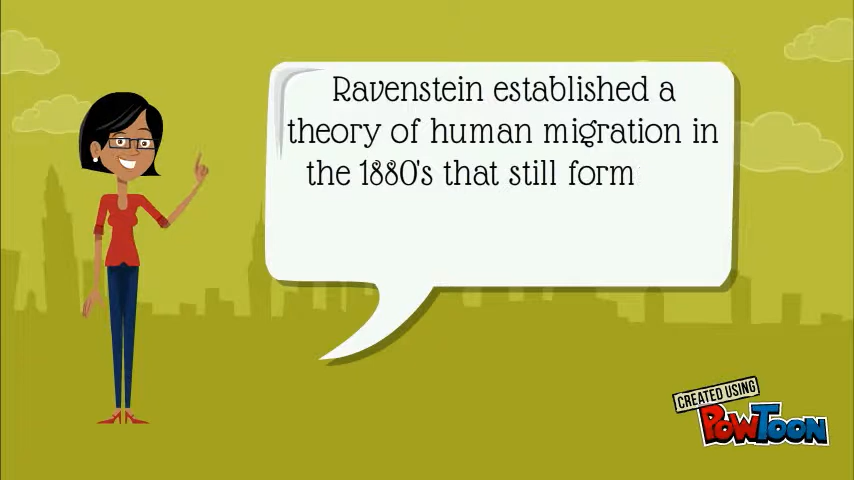 Ravenstein established a
theory of human migration in
the 1880's that still form
CREATED USING
POWTOON